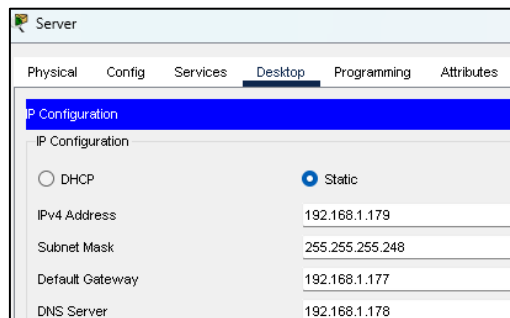 Server
Physical Config Services Desktop Programming Attributes
IP Configuration
IP Configuration
DHCP Static
IPv4 Address 192.168.1.179
Subnet Mask 255.255.255.248
Default Gateway 192.168.1.177
DNS Server 192.168.1.178